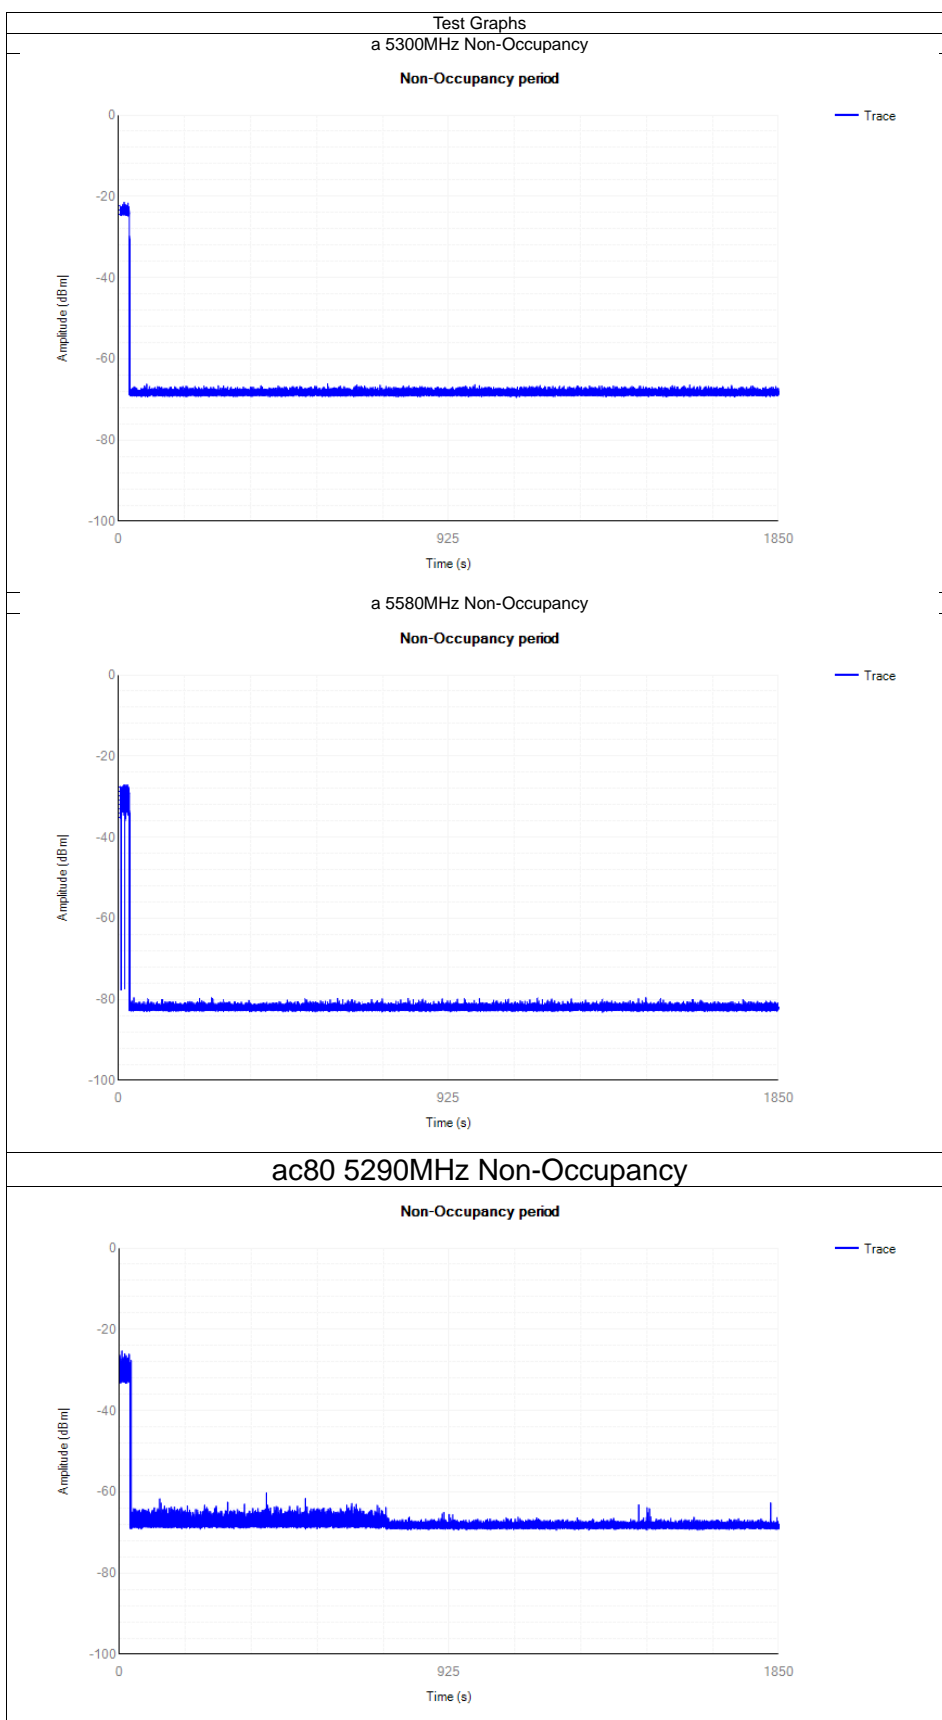 Test Graphs
a 5300MHz Non-Occupancy
Non-Occupancy period
Trace
0
-20
-40
-60
-80
-100
Amplitude [dBm]
0 925 1850
Time (s)
a 5580MHz Non-Occupancy
Non-Occupancy period
Trace
0
-20
-40
-60
-80
-100
Amplitude [dBm]
0 925 1850
Time (s)
ac80 5290MHz Non-Occupancy
Non-Occupancy period
Trace
0
-20
-40
-60
-80
-100
Amplitude [dBm]
0 925 1850
Time (s)